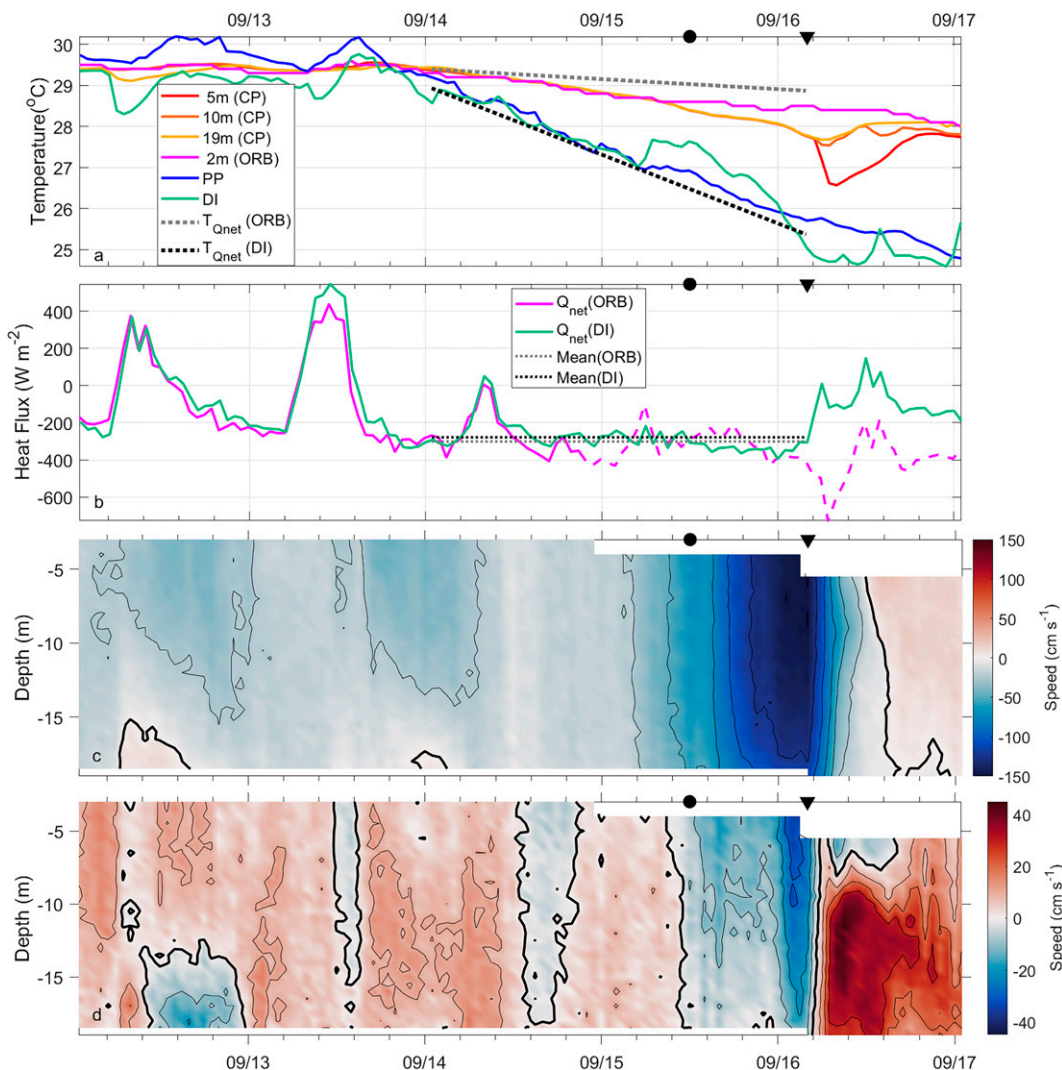 09/13 09/14 09/15 09/16 09/17
30
29
28
27
26
25
Temperature(°C)
5m (CP)
10m (CP)
19m (CP)
2m (ORB)
PP
DI
TQnet (ORB)
TQnet (DI)
a
400
200
0
-200
-400
-600
Heat Flux (W m-2)
Qnet(ORB)
Qnet(DI)
Mean(ORB)
Mean(DI)
b
-5
-10
-15
Depth (m)
c
150
100
50
0
-50
-100
-150
Speed (cm s-1)
-5
-10
-15
Depth (m)
d
40
20
0
-20
-40
Speed (cm s-1)
09/13 09/14 09/15 09/16 09/17